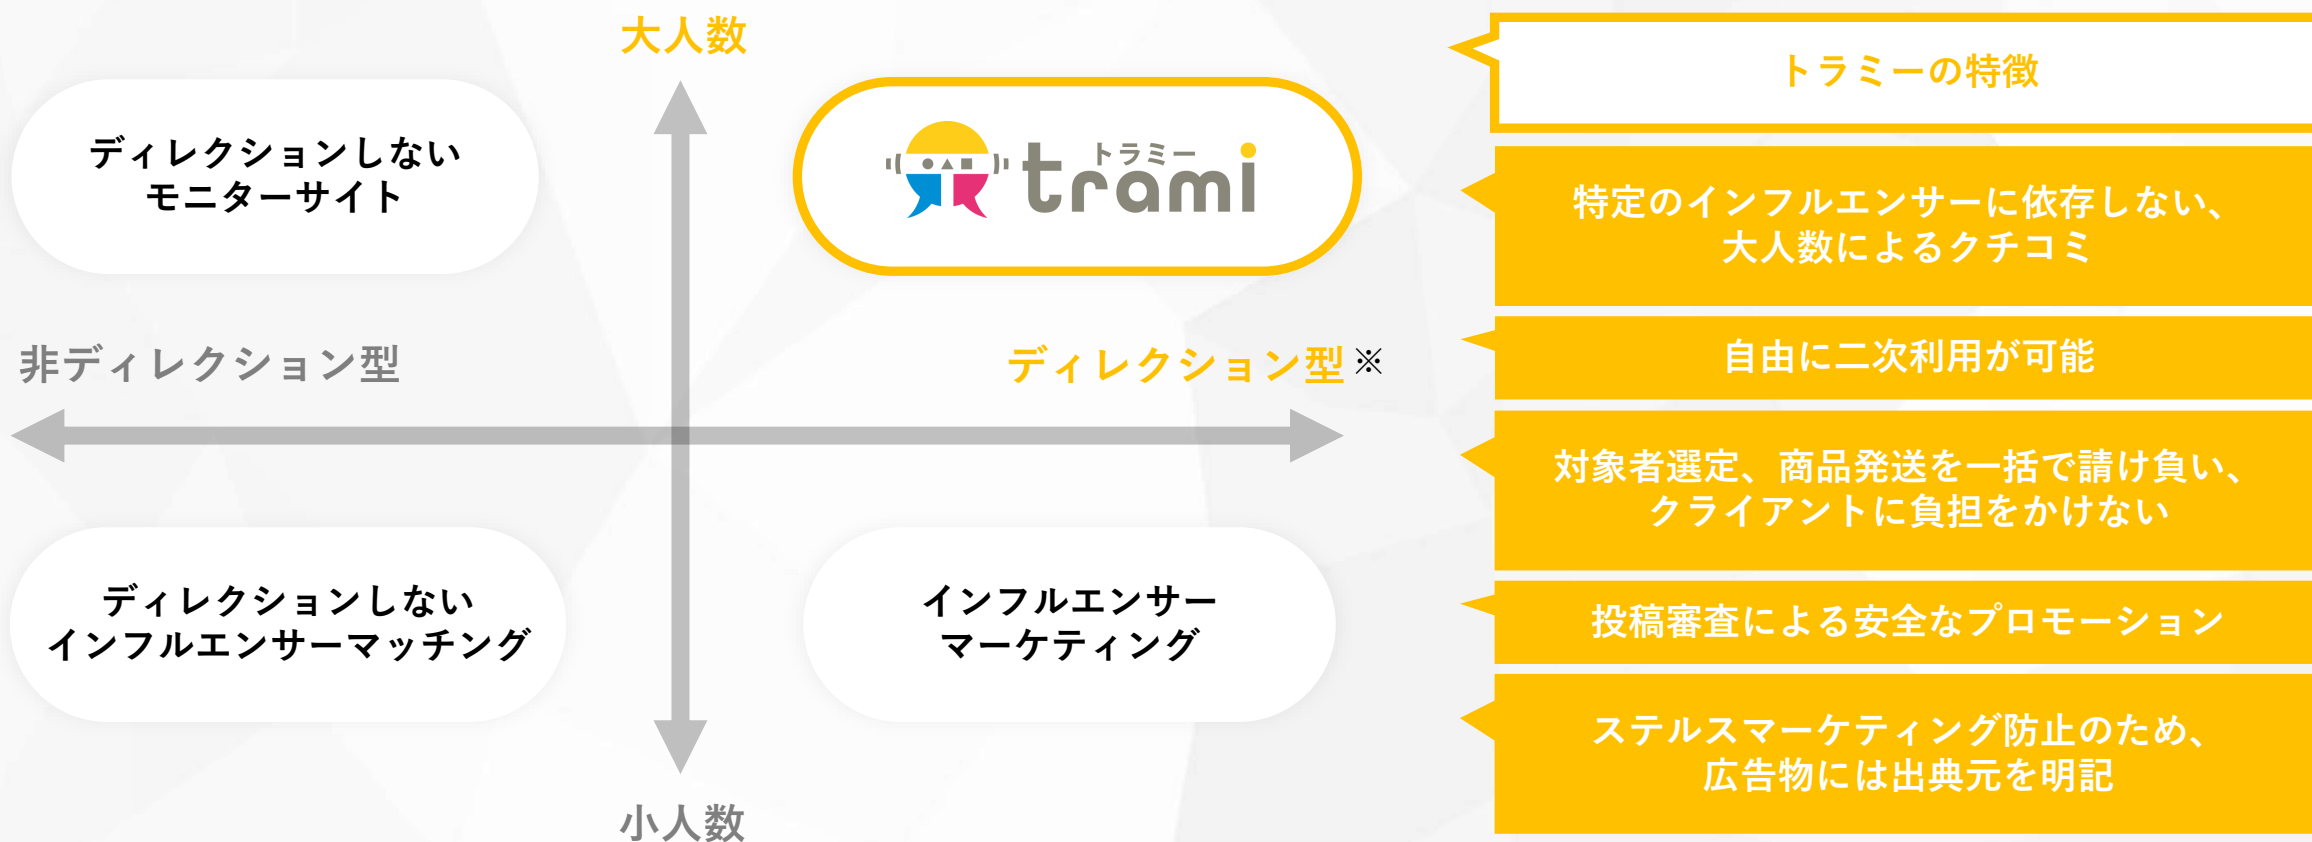 大人数
ディレクションしない
モニターサイト
トラミー
trami
非ディレクション型
ディレクション型※
ディレクションしない
インフルエンサーマッチング
インフルエンサー
マーケティング
小人数
トラミーの特徴
特定のインフルエンサーに依存しない、
大人数によるクチコミ
自由に二次利用が可能
対象者選定、商品発送を一括で請け負い、
クライアントに負担をかけない
投稿審査による安全なプロモーション
ステルスマーケティング防止のため、
広告物には出典元を明記